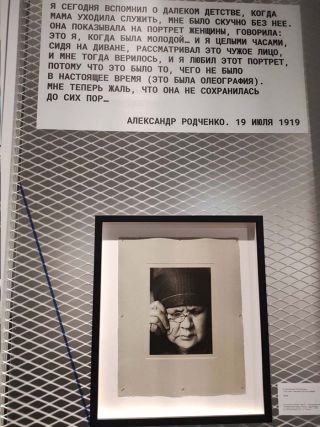 Я СЕГОДНЯ ВСПОМНИЛ О ДАЛЕКОМ ДЕТСТВЕ, КОГДА
МАМА УХОДИЛА СЛУЖИТЬ, МНЕ БЫЛО СКУЧНО БЕЗ НЕЕ.
ОНА ПОКАЗЫВАЛА НА ПОРТРЕТ ЖЕНЩИНЫ, ГОВОРИЛА:
ЭТО Я, КОГДА БЫЛА МОЛОДОЙ… И Я ЦЕЛЫМИ ЧАСАМИ,
СИДЯ НА ДИВАНЕ, РАССМАТРИВАЛ ЭТО ЧУЖОЕ ЛИЦО,
И МНЕ ТОГДА ВЕРИЛОСЬ, И Я ЛЮБИЛ ЭТОТ ПОРТРЕТ,
ПОТОМУ ЧТО ЭТО БЫЛО ТО, ЧЕГО НЕ БЫЛО
В НАСТОЯЩЕЕ ВРЕМЯ (ЭТО БЫЛА ОЛЕОГРАФИЯ).
МНЕ ТЕПЕРЬ ЖАЛЬ, ЧТО ОНА НЕ СОХРАНИЛАСЬ
ДО СИХ ПОР…
АЛЕКСАНДР РОДЧЕНКО. 19 ИЮЛЯ 1919